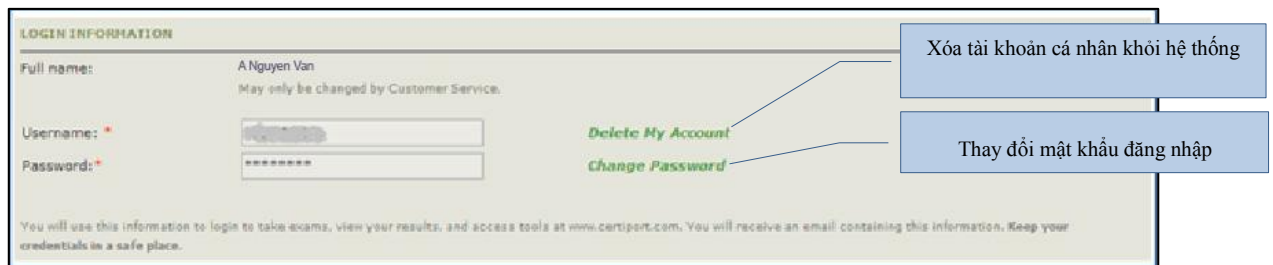 LOGIN INFORMATION
Xóa tài khoản cá nhân khỏi hệ thống
Full name:
A Nguyen Van
May only be changed by Customer Service.
Username: *
Delete My Account
Password:*
********
Change Password
Thay đổi mật khẩu đăng nhập
You will use this information to login to take exams, view your results, and access tools at www.certiport.com. You will receive an email containing this information. Keep your
credentials in a safe place.